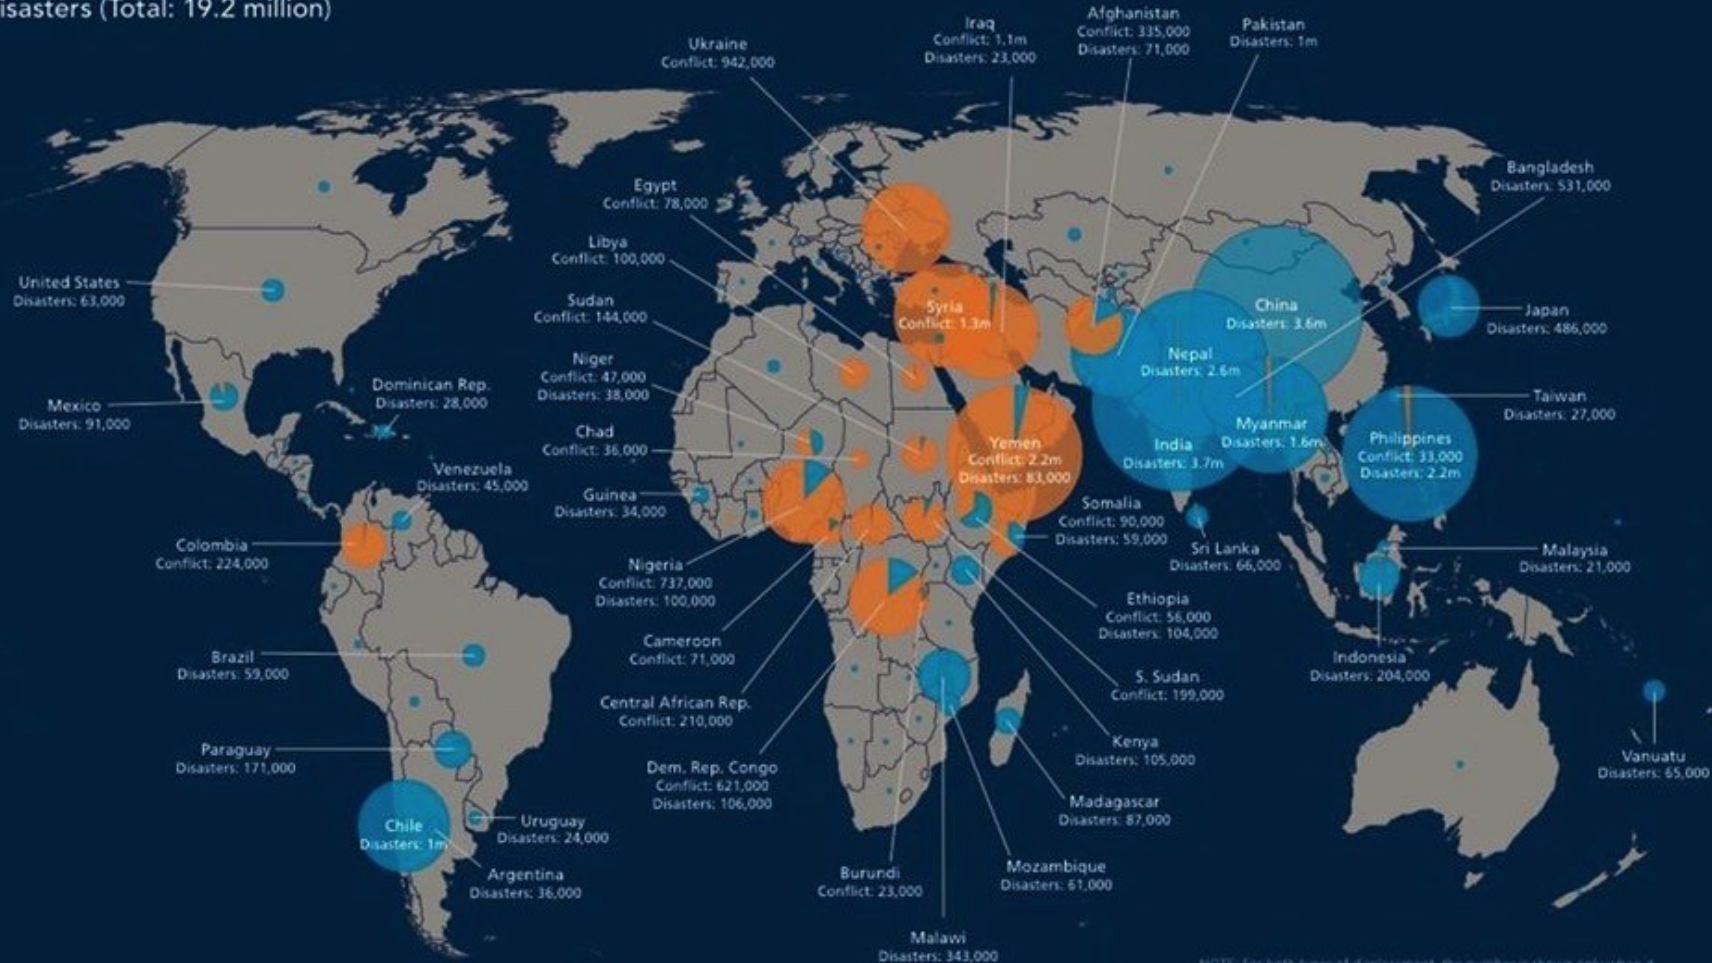 isasters (Total: 19.2 million)
Ukraine
Conflict: 942,000
Iraq
Conflict: 1.1m
Disasters: 23,000
Afghanistan
Conflict: 335,000
Disasters: 71,000
Pakistan
Disasters: 1m
Bangladesh
Disasters: 531,000
Egypt
Conflict: 78,000
Libya
Conflict: 100,000
Sudan
Conflict: 144,000
Niger
Conflict: 47,000
Disasters: 38,000
Chad
Conflict: 36,000
Guinea
Disasters: 34,000
Nigeria
Conflict: 737,000
Disasters: 100,000
Cameroon
Conflict: 71,000
Central African Rep.
Conflict: 210,000
Dem. Rep. Congo
Conflict: 621,000
Disasters: 106,000
United States
Disasters: 63,000
Mexico
Disasters: 91,000
Dominican Rep.
Disasters: 28,000
Venezuela
Disasters: 45,000
Colombia
Conflict: 224,000
Brazil
Disasters: 59,000
Paraguay
Disasters: 171,000
Chile
Disasters: 1m
Uruguay
Disasters: 24,000
Argentina
Disasters: 36,000
Syria
Conflict: 1.3m
Yemen
Conflict: 2.2m
Disasters: 83,000
China
Disasters: 3.6m
Nepal
Disasters: 2.6m
India
Disasters: 3.7m
Myanmar
Disasters: 1.6m
Japan
Disasters: 486,000
Taiwan
Disasters: 27,000
Philippines
Conflict: 33,000
Disasters: 2.2m
Somalia
Conflict: 90,000
Disasters: 59,000
Sri Lanka
Disasters: 66,000
Malaysia
Disasters: 21,000
Indonesia
Disasters: 204,000
Ethiopia
Conflict: 56,000
Disasters: 104,000
S. Sudan
Conflict: 199,000
Kenya
Disasters: 105,000
Madagascar
Disasters: 87,000
Mozambique
Disasters: 61,000
Burundi
Conflict: 23,000
Malawi
Disasters: 343,000
Vanuatu
Disasters: 65,000